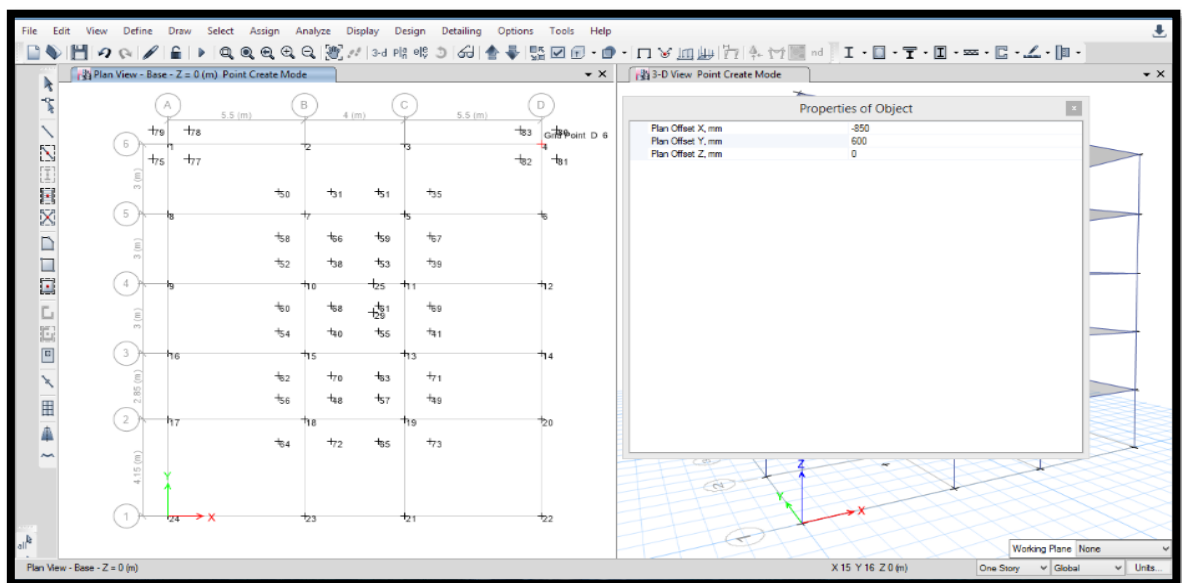 File Edit View Define Draw Select Assign Analyze Display Design Detailing Options Tools Help
3-d
nd
Plan View - Base - Z = 0 (m) Point Create Mode
3-D View Point Create Mode
A B C D
5.5 (m) 4 (m) 5.5 (m)
79 78 83 Grid Point D 6
6 1 2 3 4
75 77 82 81
3 (m)
50 31 51 35
5 8 7 5 6
3 (m)
58 66 59 67
52 38 53 39
4 9 10 25 11 12
3 (m)
60 68 61 69
29
54 40 55 41
3 16 15 13 14
2.85 (m)
62 70 63 71
56 48 57 49
2 17 18 19 20
64 72 65 73
4.15 (m)
Y
1 24 X 23 21 22
all
Properties of Object
Plan Offset X, mm -850
Plan Offset Y, mm 600
Plan Offset Z, mm 0
Z
2
Y
X
1
Working Plane None
Plan View - Base - Z = 0 (m)
X 15 Y 16 Z 0 (m)
One Story Global Units...